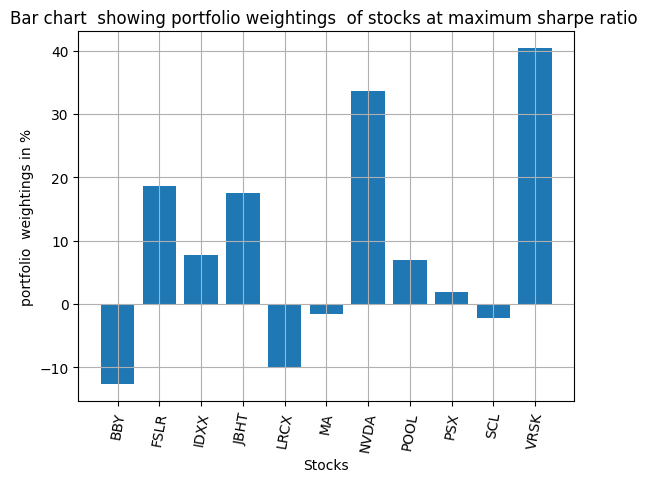 Bar chart  showing portfolio weightings  of stocks at maximum sharpe ratio
portfolio  weightings in %
40
30
20
10
0
−10
BBY
FSLR
IDXX
JBHT
LRCX
MA
NVDA
POOL
PSX
SCL
VRSK
Stocks